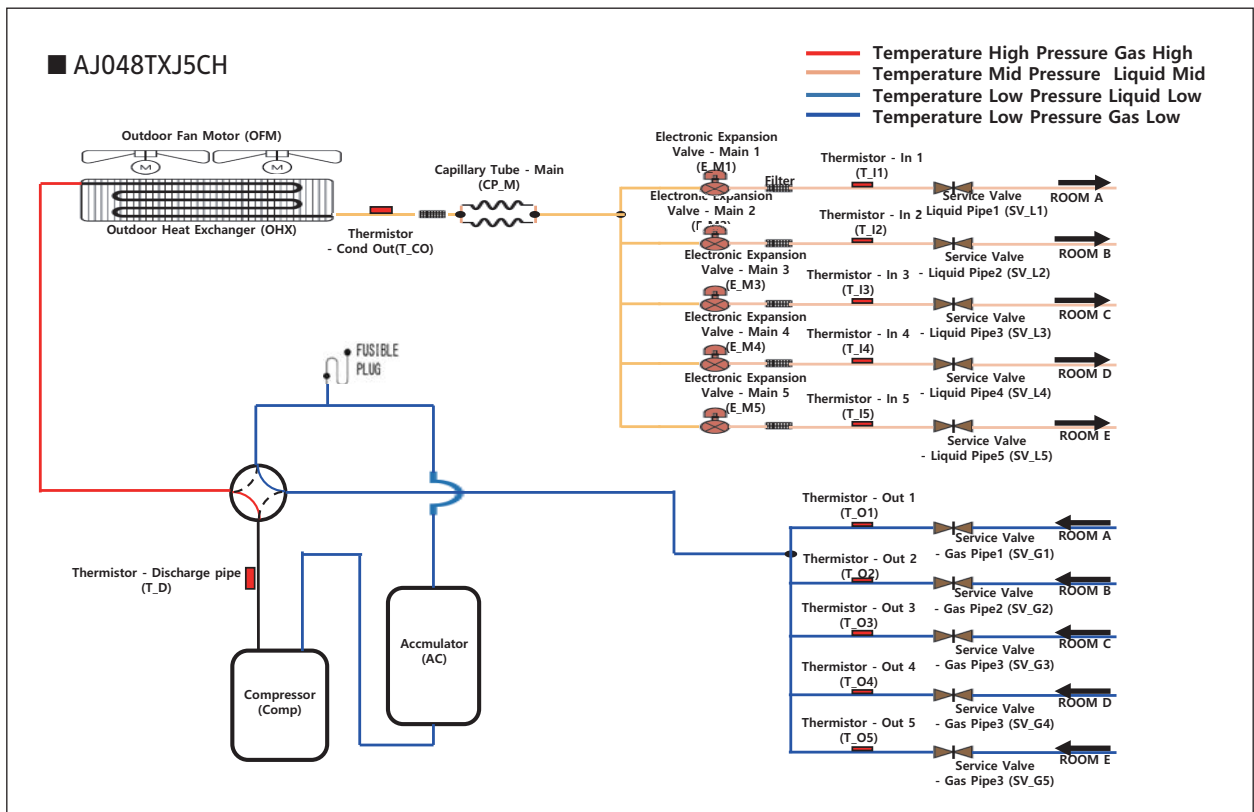 ■ AJ048TXJ5CH
Temperature High Pressure Gas High
Temperature Mid Pressure Liquid Mid
Temperature Low Pressure Liquid Low
Temperature Low Pressure Gas Low
Outdoor Fan Motor (OFM)
M
M
Outdoor Heat Exchanger (OHX)
Capillary Tube - Main
(CP_M)
Thermistor
- Cond Out(T_CO)
Electronic Expansion
Valve - Main 1
(E_M1)
Filter
Thermistor - In 1
(T_I1)
Service Valve
Liquid Pipe1 (SV_L1)
ROOM A
Electronic Expansion
Valve - Main 2
Thermistor - In 2
(T_I2)
Service Valve
- Liquid Pipe2 (SV_L2)
ROOM B
Electronic Expansion
Valve - Main 3
(E_M3)
Thermistor - In 3
(T_I3)
Service Valve
- Liquid Pipe3 (SV_L3)
ROOM C
Electronic Expansion
Valve - Main 4
(E_M4)
Thermistor - In 4
(T_I4)
Service Valve
- Liquid Pipe4 (SV_L4)
ROOM D
Electronic Expansion
Valve - Main 5
(E_M5)
Thermistor - In 5
(T_I5)
Service Valve
- Liquid Pipe5 (SV_L5)
ROOM E
FUSIBLE
PLUG
Thermistor - Discharge pipe
(T_D)
Compressor
(Comp)
Accmulator
(AC)
Thermistor - Out 1
(T_O1)
Service Valve
- Gas Pipe1 (SV_G1)
ROOM A
Thermistor - Out 2
(T_O2)
Service Valve
- Gas Pipe2 (SV_G2)
ROOM B
Thermistor - Out 3
(T_O3)
Service Valve
- Gas Pipe3 (SV_G3)
ROOM C
Thermistor - Out 4
(T_O4)
Service Valve
- Gas Pipe3 (SV_G4)
ROOM D
Thermistor - Out 5
(T_O5)
Service Valve
- Gas Pipe3 (SV_G5)
ROOM E